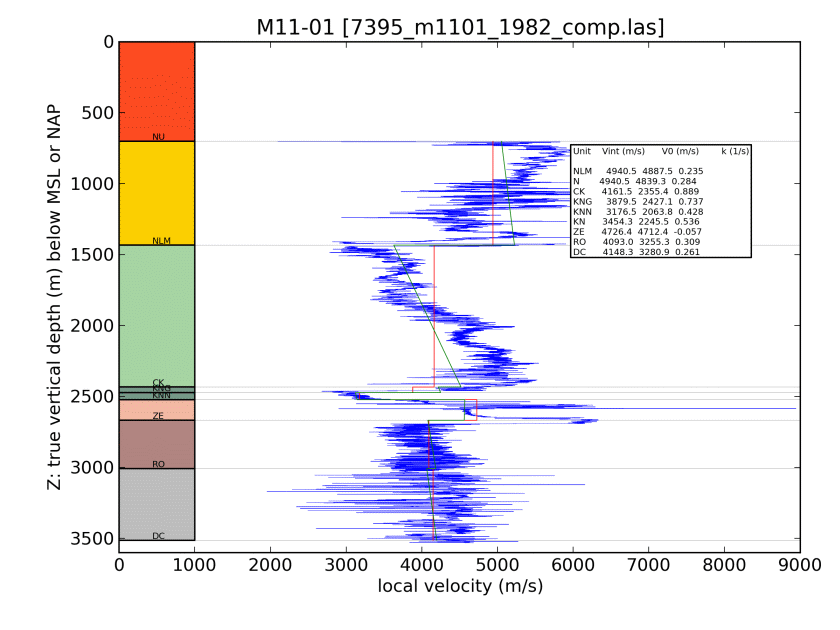 M11-01 [7395_m1101_1982_comp.las]
Z: true vertical depth (m) below MSL or NAP
0
500
1000
1500
2000
2500
3000
3500
NU
NLM
CK
KNG
KNN
ZE
RO
DC
Unit Vint (m/s) V0 (m/s) k (1/s)
NLM 4940.5 4887.5 0.235
N 4940.5 4839.3 0.284
CK 4161.5 2355.4 0.889
KNG 3879.5 2427.1 0.737
KNN 3176.5 2063.8 0.428
KN 3454.3 2245.5 0.536
ZE 4726.4 4712.4 -0.057
RO 4093.0 3255.3 0.309
DC 4148.3 3280.9 0.261
0 1000 2000 3000 4000 5000 6000 7000 8000 9000
local velocity (m/s)